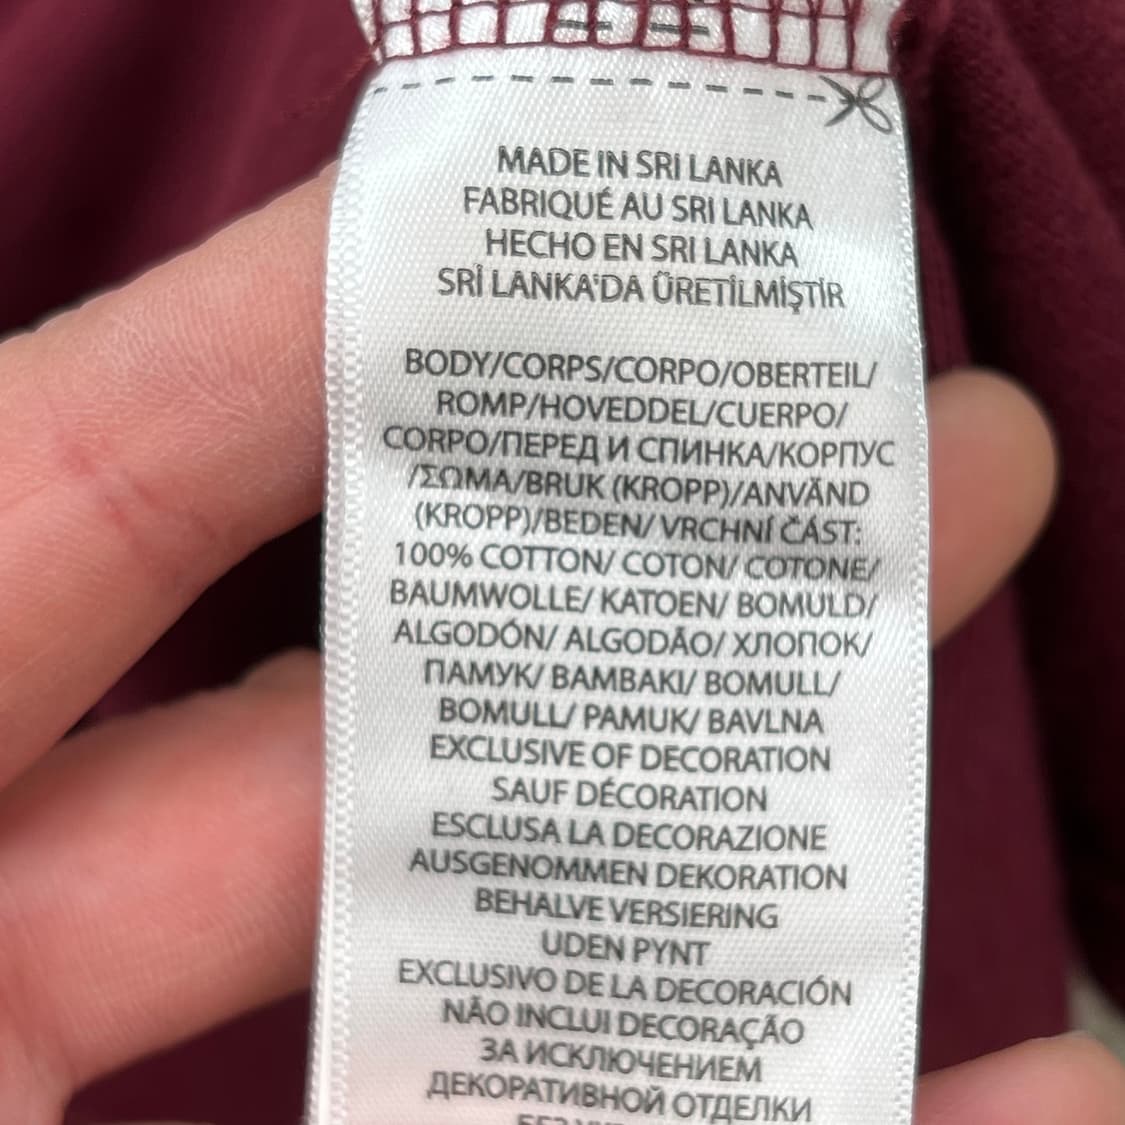 MADE IN SRI LANKA
FABRIQUÉ AU SRI LANKA
HECHO EN SRI LANKA
SRİ LANKA'DA ÜRETİLMİŞTİR
BODY/CORPS/CORPO/OBERTEIL/
ROMP/HOVEDDEL/CUERPO/
CORPO/ПЕРЕД И СПИНКА/КОРПУС
/ΣΩΜΑ/BRUK (KROPP)/ANVÄND
(KROPP)/BEDEN/ VRCHNÍ ČÁST:
100% COTTON/ COTON/ COTONE/
BAUMWOLLE/ KATOEN/ BOMULD/
ALGODÓN/ ALGODÃO/ ХЛОПОК/
ПАМУК/ ΒΑΜΒΑΚΙ/ BOMULL/
BOMULL/ PAMUK/ BAVLNA
EXCLUSIVE OF DECORATION
SAUF DÉCORATION
ESCLUSA LA DECORAZIONE
AUSGENOMMEN DEKORATION
BEHALVE VERSIERING
UDEN PYNT
EXCLUSIVO DE LA DECORACIÓN
NÃO INCLUI DECORAÇÃO
ЗА ИСКЛЮЧЕНИЕМ
ДЕКОРАТИВНОЙ ОТДЕЛКИ